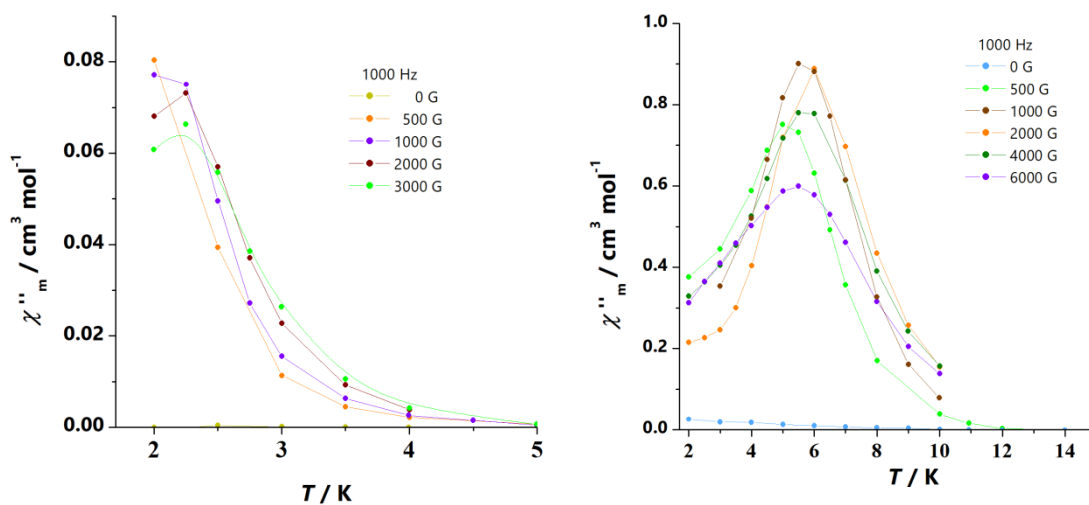 1000 Hz
0 G
500 G
1000 G
2000 G
3000 G
0.08
0.06
0.04
0.02
0.00
2 3 4 5
T / K
χ''m / cm³ mol⁻¹
1000 Hz
0 G
500 G
1000 G
2000 G
4000 G
6000 G
1.0
0.8
0.6
0.4
0.2
0.0
2 4 6 8 10 12 14
T / K
χ''m / cm³ mol⁻¹